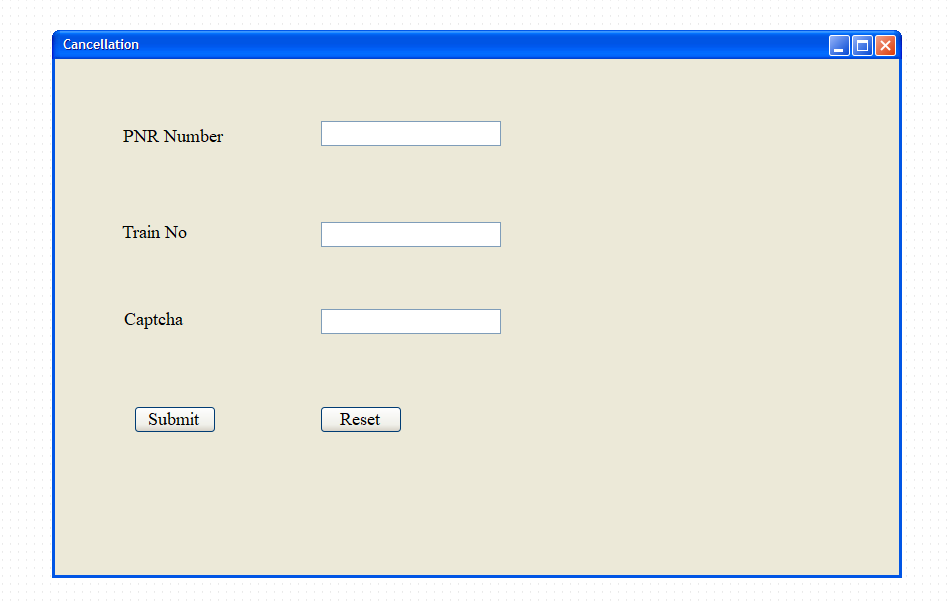 Cancellation
PNR Number
Train No
Captcha
Submit Reset